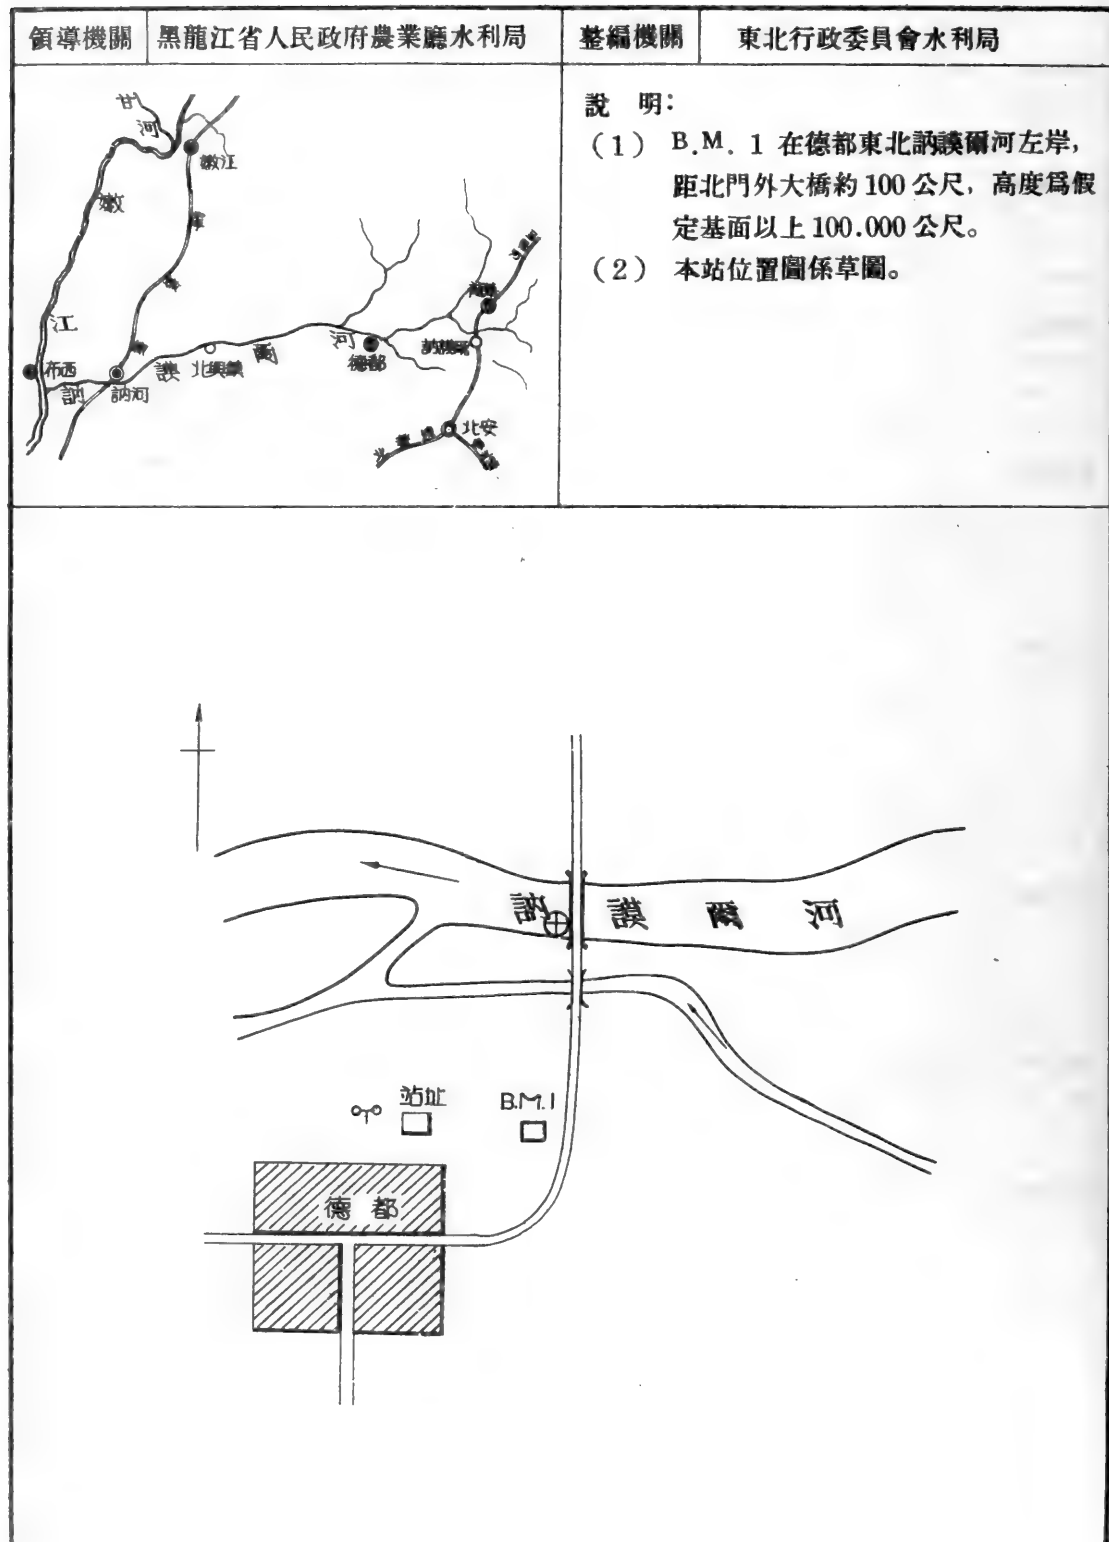 領導機關 黑龍江省人民政府農業廳水利局 整編機關 東北行政委員會水利局
說 明:
(1) B.M. 1 在德都東北訥謨爾河左岸,
距北門外大橋約 100 公尺, 高度爲假
定基面以上 100.000 公尺。
(2) 本站位置圖係草圖。
甘河
嫩江
嫩江
布西
訥河
訥謨爾河
北興鎮
德都
北安
訥謨爾河
站址
B.M.1
德都